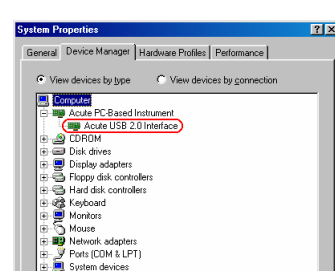 System Properties
General Device Manager Hardware Profiles Performance
View devices by type View devices by connection
Computer
Acute PC-Based Instrument
Acute USB 2.0 Interface
CDROM
Disk drives
Display adapters
Floppy disk controllers
Hard disk controllers
Keyboard
Monitors
Mouse
Network adapters
Ports (COM & LPT)
System devices